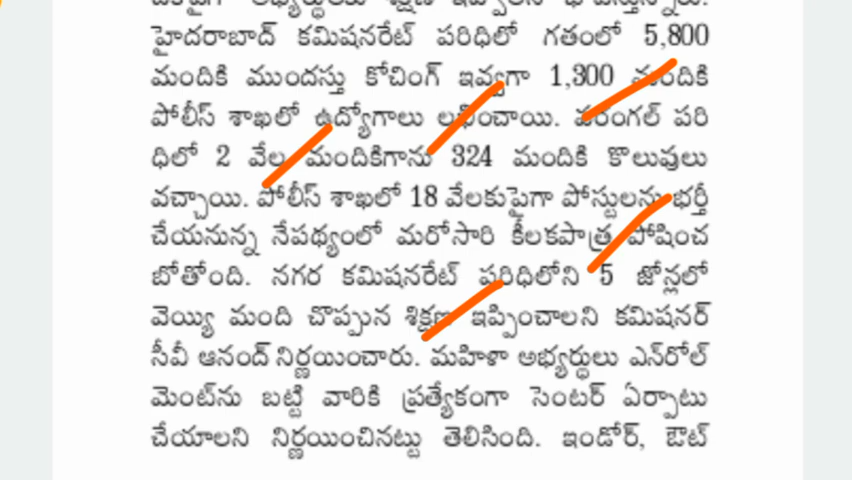 హైదరాబాద్ కమిషనరేట్ పరిధిలో గతంలో 5,800
మందికి ముందస్తు కోచింగ్ ఇవ్వగా 1,300 మందికి
పోలీస్ శాఖలో ఉద్యోగాలు లభించాయి. వరంగల్ పరి
ధిలో 2 వేల మందికిగాను 324 మందికి కొలువులు
వచ్చాయి. పోలీస్ శాఖలో 18 వేలకుపైగా పోస్టులను భర్తీ
చేయనున్న నేపథ్యంలో మరోసారి కీలకపాత్ర పోషించ
బోతోంది. నగర కమిషనరేట్ పరిధిలోని 5 జోన్లలో
వెయ్యి మంది చొప్పున శిక్షణ ఇప్పించాలని కమిషనర్
సీవీ ఆనంద్ నిర్ణయించారు. మహిళా అభ్యర్థులు ఎన్‌రోల్
మెంట్‌ను బట్టి వారికి ప్రత్యేకంగా సెంటర్ ఏర్పాటు
చేయాలని నిర్ణయించినట్టు తెలిసింది. ఇండోర్, ఔట్